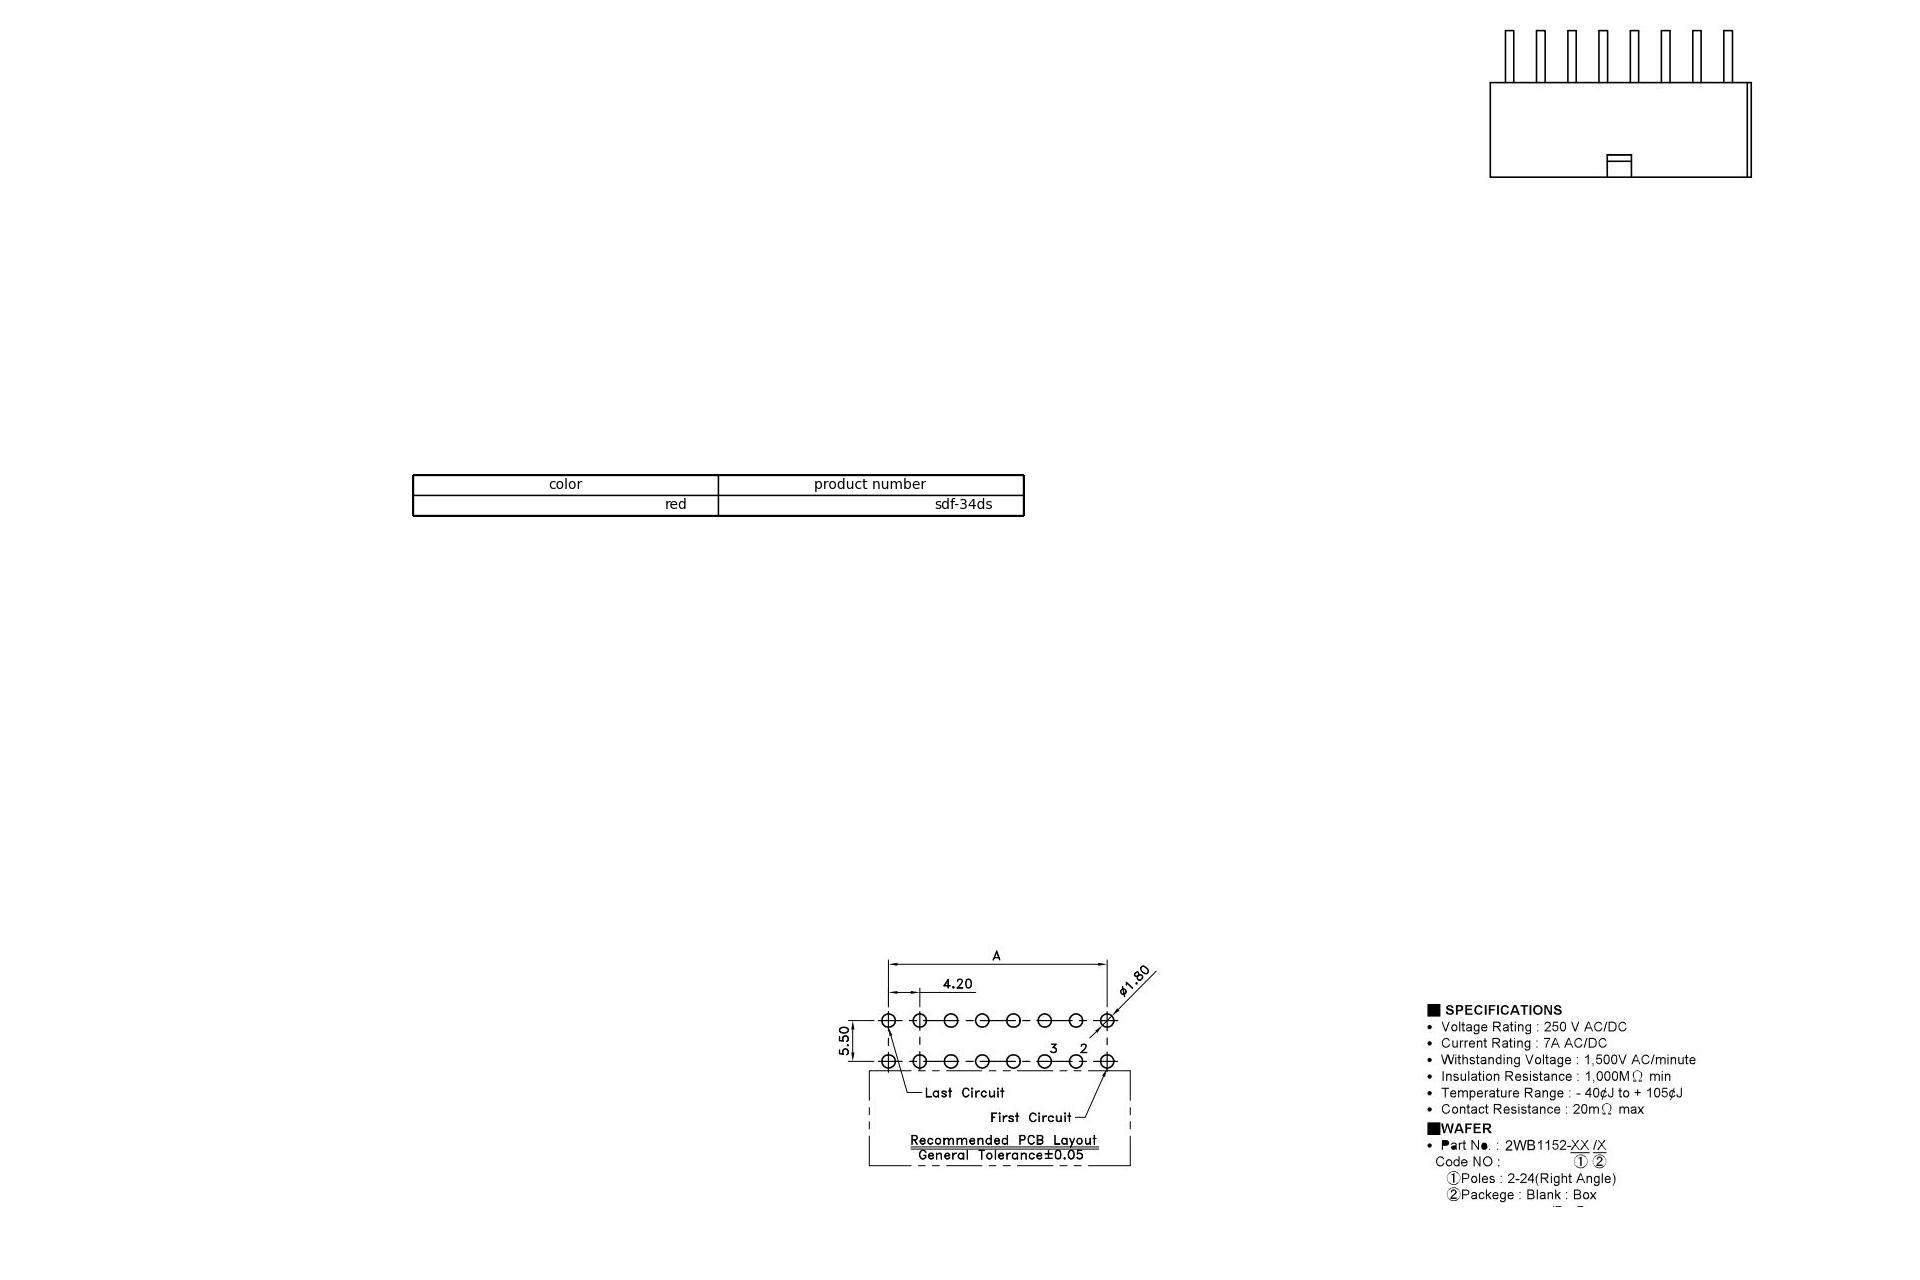 color product number
red sdf-34ds
A
4.20
ø1.80
5.50
3 2
Last Circuit
First Circuit
Recommended PCB Layout
General Tolerance±0.05
■ SPECIFICATIONS
• Voltage Rating : 250 V AC/DC
• Current Rating : 7A AC/DC
• Withstanding Voltage : 1,500V AC/minute
• Insulation Resistance : 1,000MΩ min
• Temperature Range : - 40¢J to + 105¢J
• Contact Resistance : 20mΩ max
■WAFER
• Part No. : 2WB1152-XX /X
Code NO : ① ②
①Poles : 2-24(Right Angle)
②Packege : Blank : Box